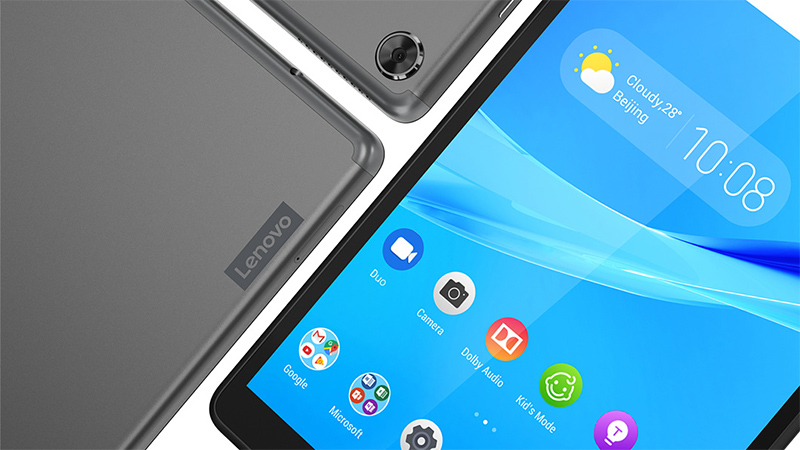 Lenovo
Cloudy,28°
Beijing
10:08
Duo
Camera
Dolby Audio
Kid's Mode
Google
Microsoft
T